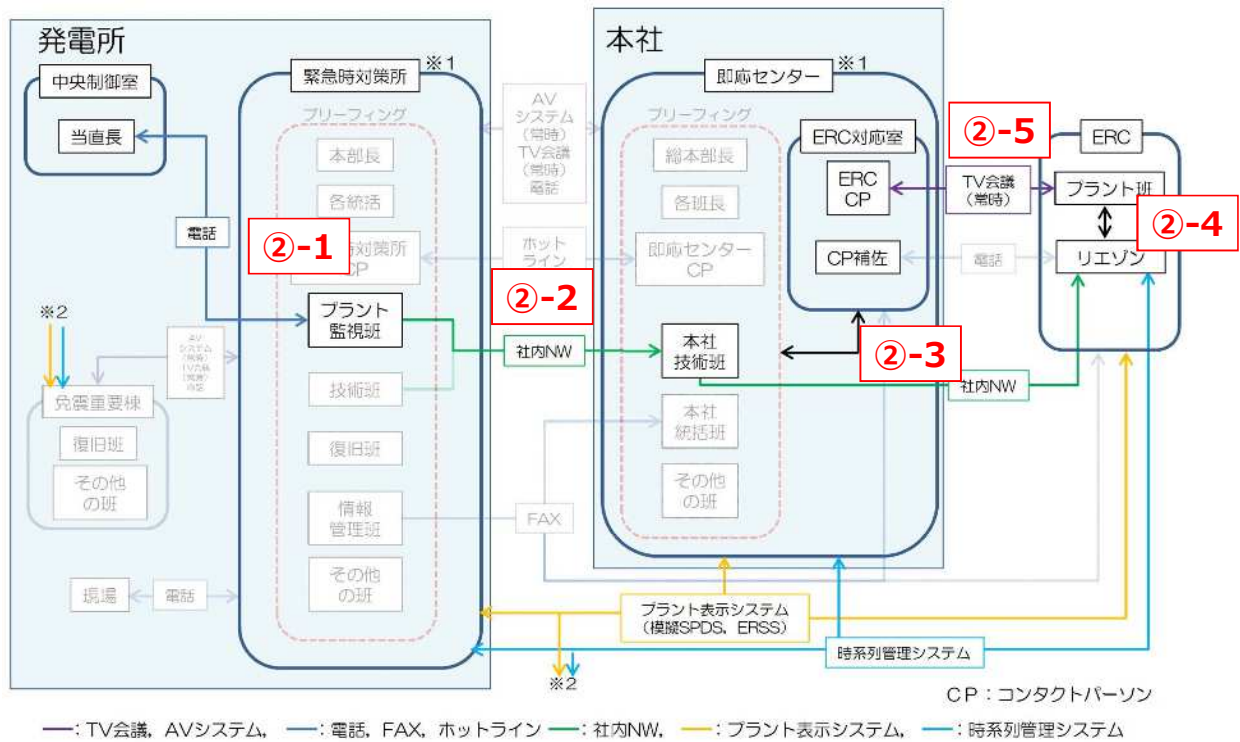 発電所
本社
中央制御室
当直長
電話
緊急時対策所
※1
ブリーフィング
本部長
各統括
②-1
時対策所
CP
プラント
監視班
技術班
復旧班
情報
管理班
その他
の班
※2
AV
システム
(常時)
TV会議
(常時)
電話
免震重要棟
復旧班
その他
の班
現場
電話
AV
システム
(常時)
TV会議
(常時)
電話
ホット
ライン
②-2
社内NW
FAX
即応センター
※1
ブリーフィング
総本部長
各班長
即応センター
CP
本社
技術班
本社
統括班
その他
の班
ERC対応室
ERC
CP
CP補佐
②-3
②-5
TV会議
(常時)
電話
社内NW
ERC
プラント班
②-4
リエゾン
プラント表示システム
(模擬SPDS，ERSS)
時系列管理システム
※2
CP：コンタクトパーソン
：TV会議，AVシステム， ：電話，FAX，ホットライン ：社内NW， ：プラント表示システム， ：時系列管理システム